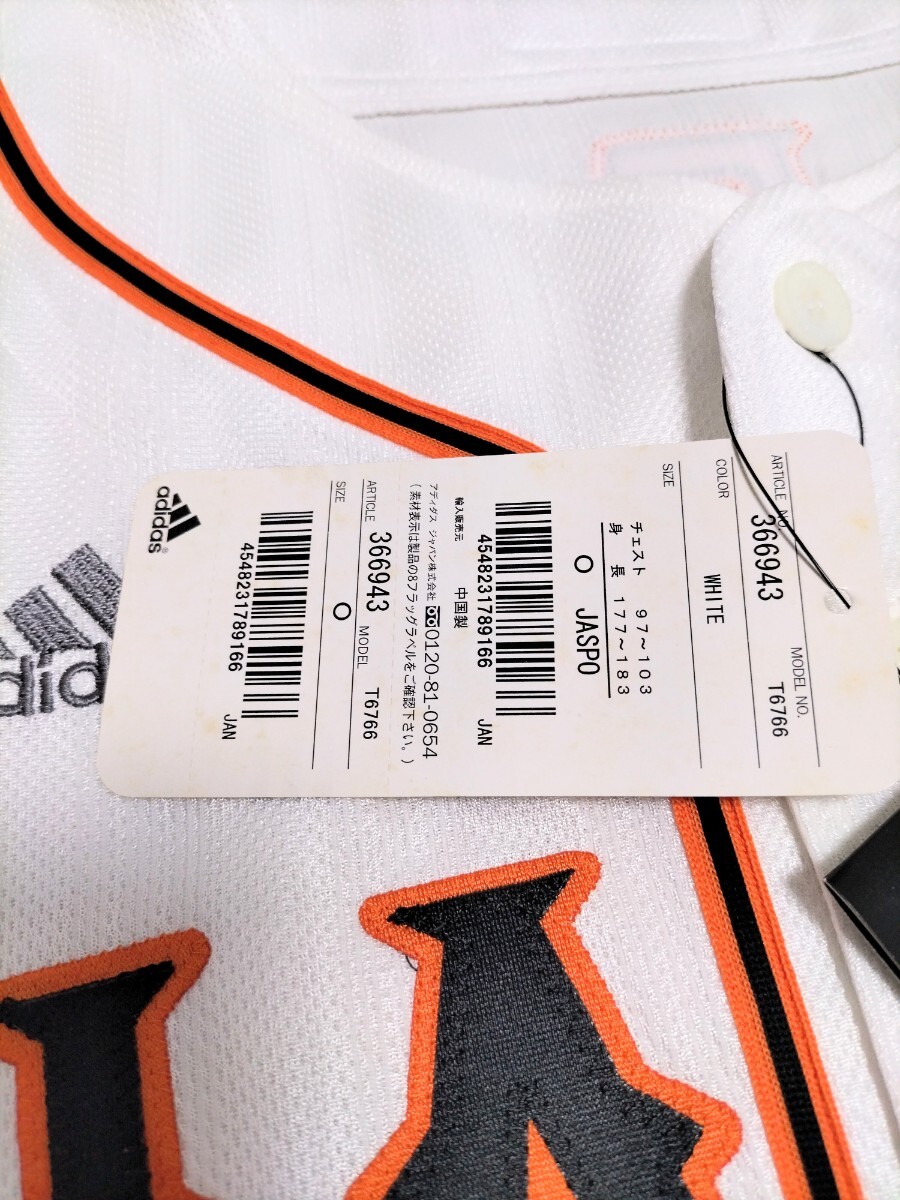 ARTICLE NO. MODEL NO.
366943 T6766
COLOR
WHITE
SIZE
チェスト 97～103
身長 177～183
O JASPO
4548231789166 JAN
輸入販売元 中国製
アディダス ジャパン株式会社 0120-81-0654
(素材表示は製品の8フラッグラベルをご確認下さい。)
ARTICLE 366943 MODEL T6766
SIZE O
4548231789166 JAN
adidas
adid